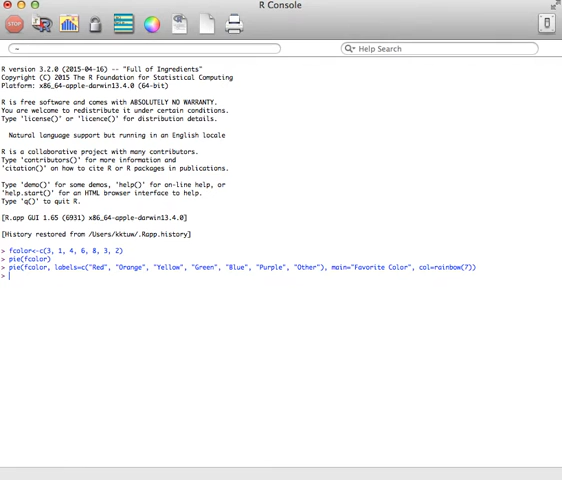 R Console
~
Help Search
R version 3.2.0 (2015-04-16) -- "Full of Ingredients"
Copyright (C) 2015 The R Foundation for Statistical Computing
Platform: x86_64-apple-darwin13.4.0 (64-bit)
R is free software and comes with ABSOLUTELY NO WARRANTY.
You are welcome to redistribute it under certain conditions.
Type 'license()' or 'licence()' for distribution details.
Natural language support but running in an English locale
R is a collaborative project with many contributors.
Type 'contributors()' for more information and
'citation()' on how to cite R or R packages in publications.
Type 'demo()' for some demos, 'help()' for on-line help, or
'help.start()' for an HTML browser interface to help.
Type 'q()' to quit R.
[R.app GUI 1.65 (6931) x86_64-apple-darwin13.4.0]
[History restored from /Users/kktuw/.Rapp.history]
> fcolor<-c(3, 1, 4, 6, 8, 3, 2)
> pie(fcolor)
> pie(fcolor, labels=c("Red", "Orange", "Yellow", "Green", "Blue", "Purple", "Other"), main="Favorite Color", col=rainbow(7))
>